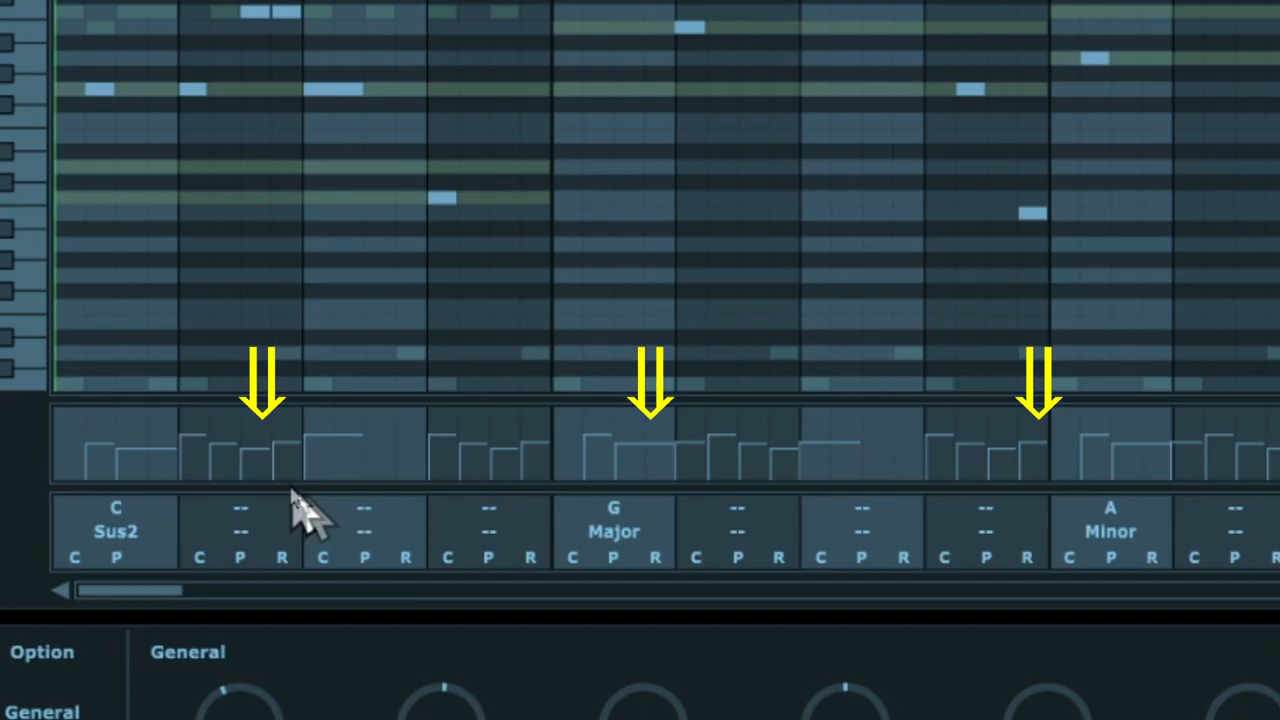 C -- -- -- G -- -- -- A --
Sus2 -- -- -- Major -- -- -- Minor --
C P C P R C P R C P R C P R C P R C P R C P R C P R C P R
Option General
General